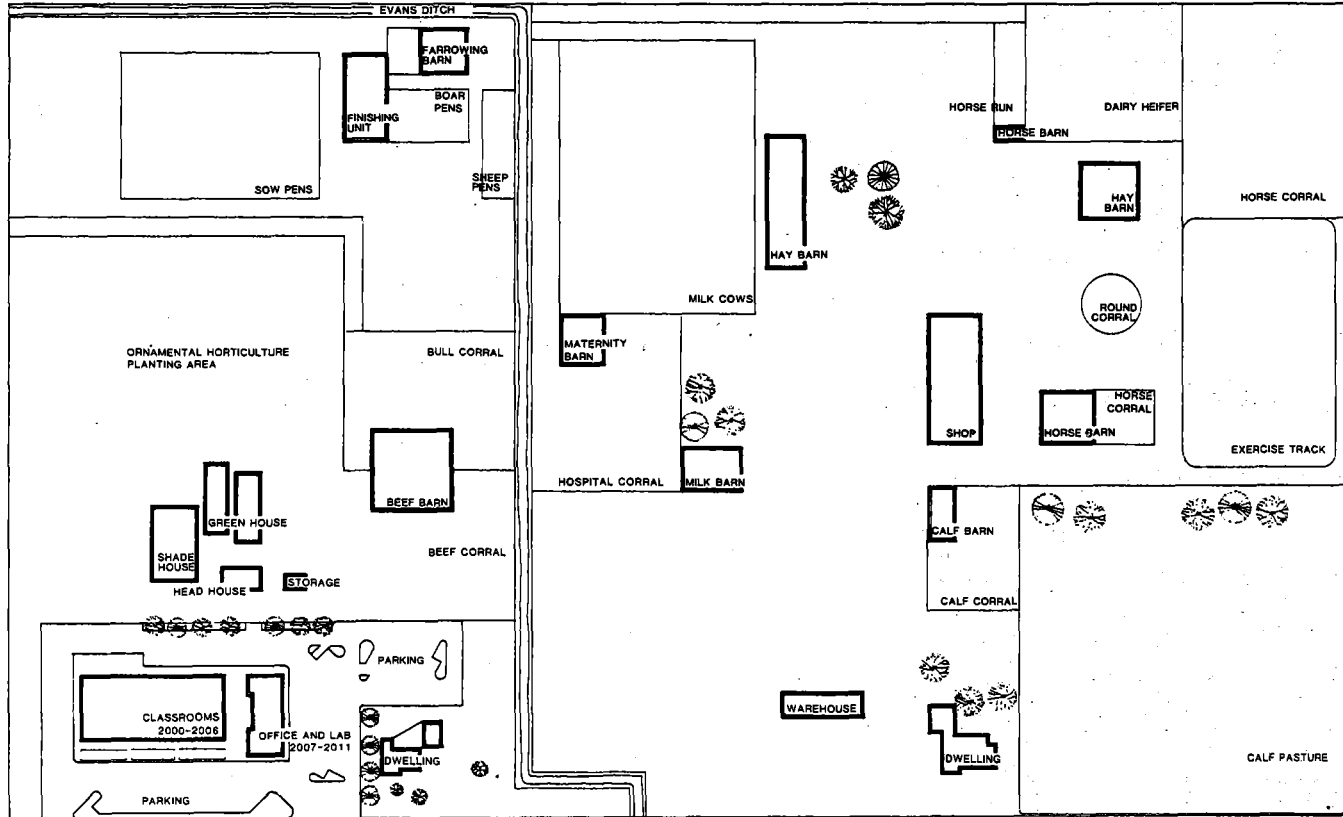 EVANS DITCH
FARROWING
BARN
BOAR
PENS
FINISHING
UNIT
SOW PENS
SHEEP
PENS
HORSE RUN
DAIRY HEIFER
HORSE BARN
HAY
BARN
HORSE CORRAL
HAY BARN
MILK COWS
ROUND
CORRAL
ORNAMENTAL HORTICULTURE
PLANTING AREA
BULL CORRAL
MATERNITY
BARN
HORSE
CORRAL
SHOP
HORSE BARN
EXERCISE TRACK
HOSPITAL CORRAL
MILK BARN
BEEF BARN
GREEN HOUSE
CALF BARN
SHADE
HOUSE
BEEF CORRAL
HEAD HOUSE
STORAGE
CALF CORRAL
PARKING
WAREHOUSE
CLASSROOMS
2000-2006
OFFICE AND LAB
2007-2011
DWELLING
DWELLING
CALF PASTURE
PARKING